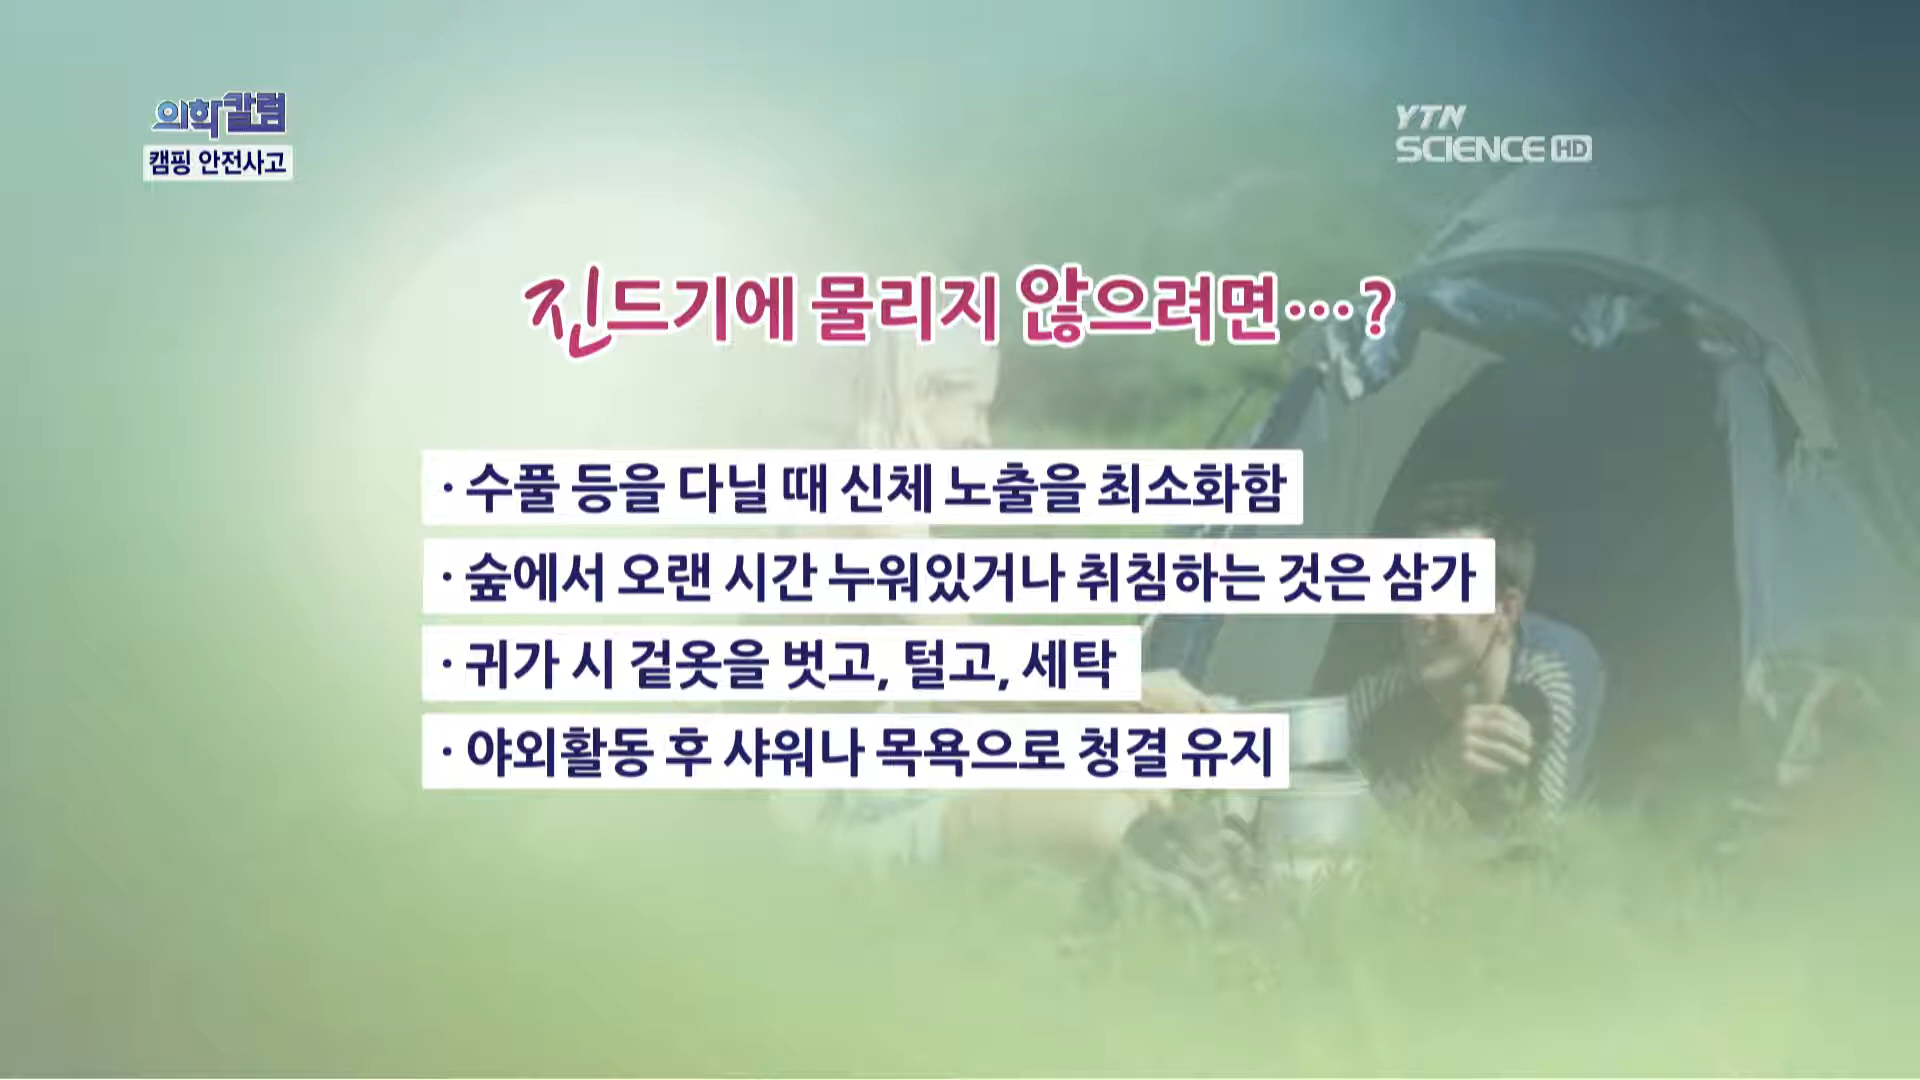 의학칼럼
캠핑 안전사고
YTN
SCIENCE HD
진드기에 물리지 않으려면…?
· 수풀 등을 다닐 때 신체 노출을 최소화함
· 숲에서 오랜 시간 누워있거나 취침하는 것은 삼가
· 귀가 시 겉옷을 벗고, 털고, 세탁
· 야외활동 후 샤워나 목욕으로 청결 유지